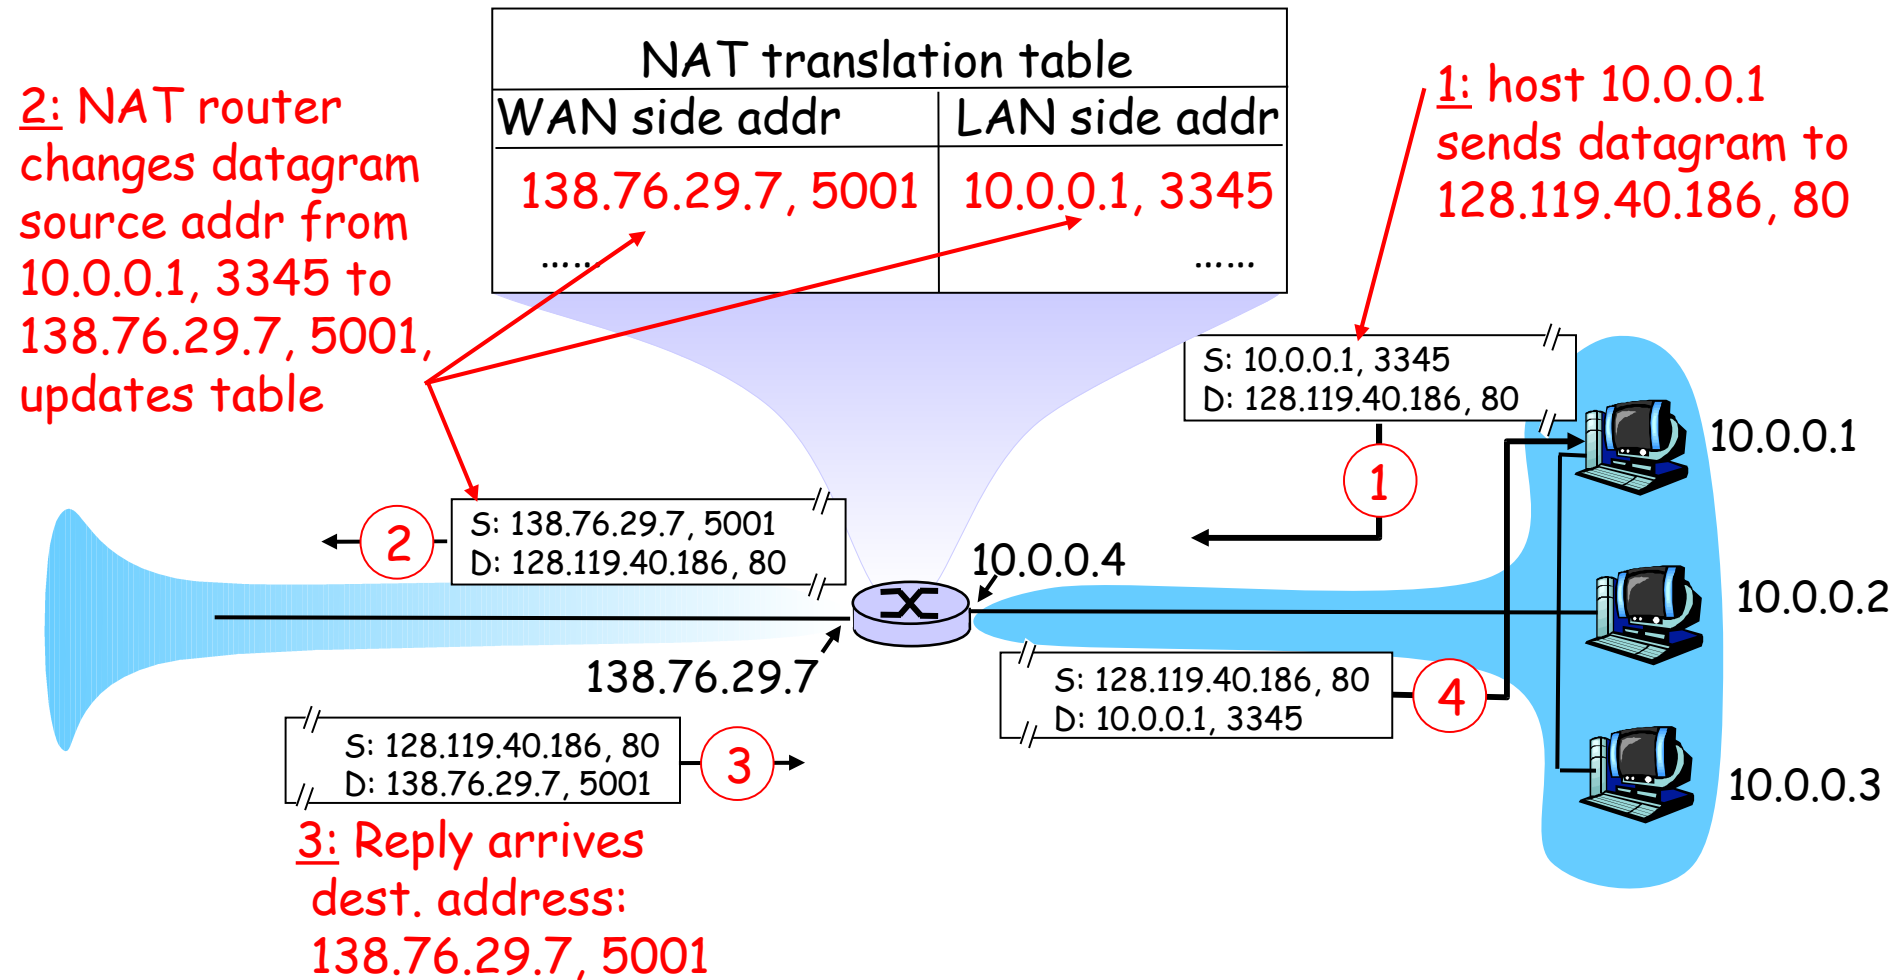 NAT translation table
WAN side addr LAN side addr
138.76.29.7, 5001 10.0.0.1, 3345
...... ......
2: NAT router
changes datagram
source addr from
10.0.0.1, 3345 to
138.76.29.7, 5001,
updates table
1: host 10.0.0.1
sends datagram to
128.119.40.186, 80
S: 10.0.0.1, 3345
D: 128.119.40.186, 80
1
10.0.0.1
S: 138.76.29.7, 5001
D: 128.119.40.186, 80
2
10.0.0.4
10.0.0.2
138.76.29.7
S: 128.119.40.186, 80
D: 10.0.0.1, 3345
4
S: 128.119.40.186, 80
D: 138.76.29.7, 5001
3
10.0.0.3
3: Reply arrives
dest. address:
138.76.29.7, 5001